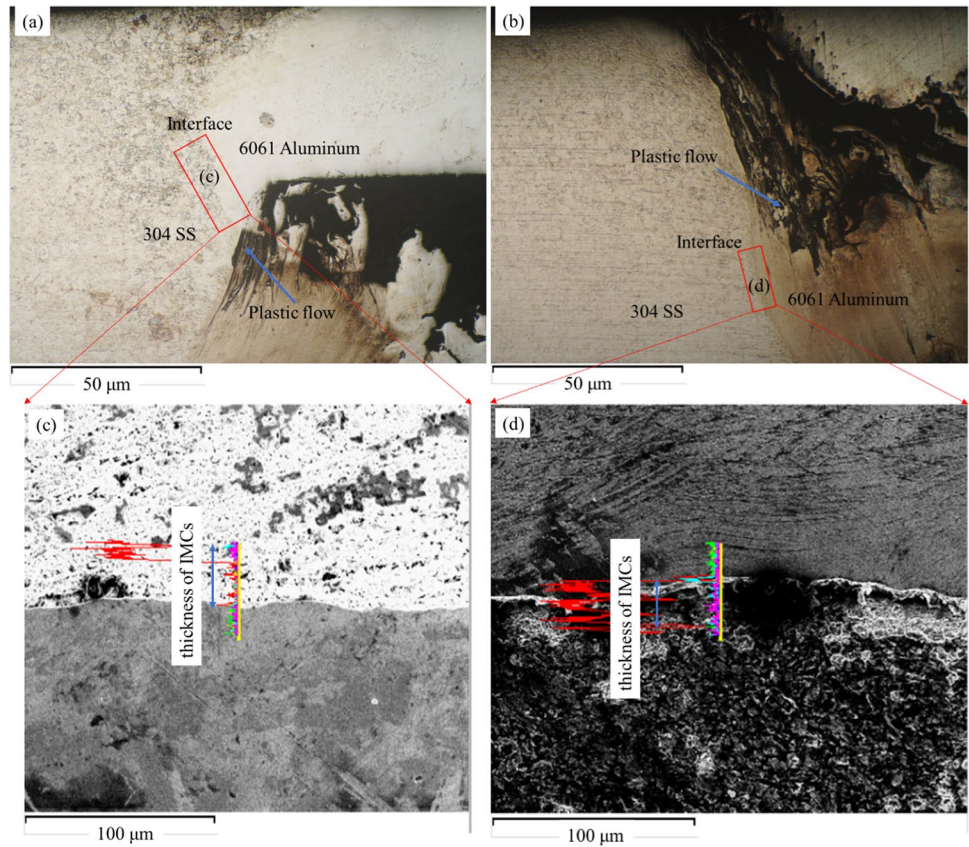 (a)
(b)
Interface
6061 Aluminum
(c)
304 SS
Plastic flow
Plastic flow
Interface
(d)
6061 Aluminum
304 SS
50 μm
50 μm
(c)
(d)
thickness of IMCs
thickness of IMCs
100 μm
100 μm